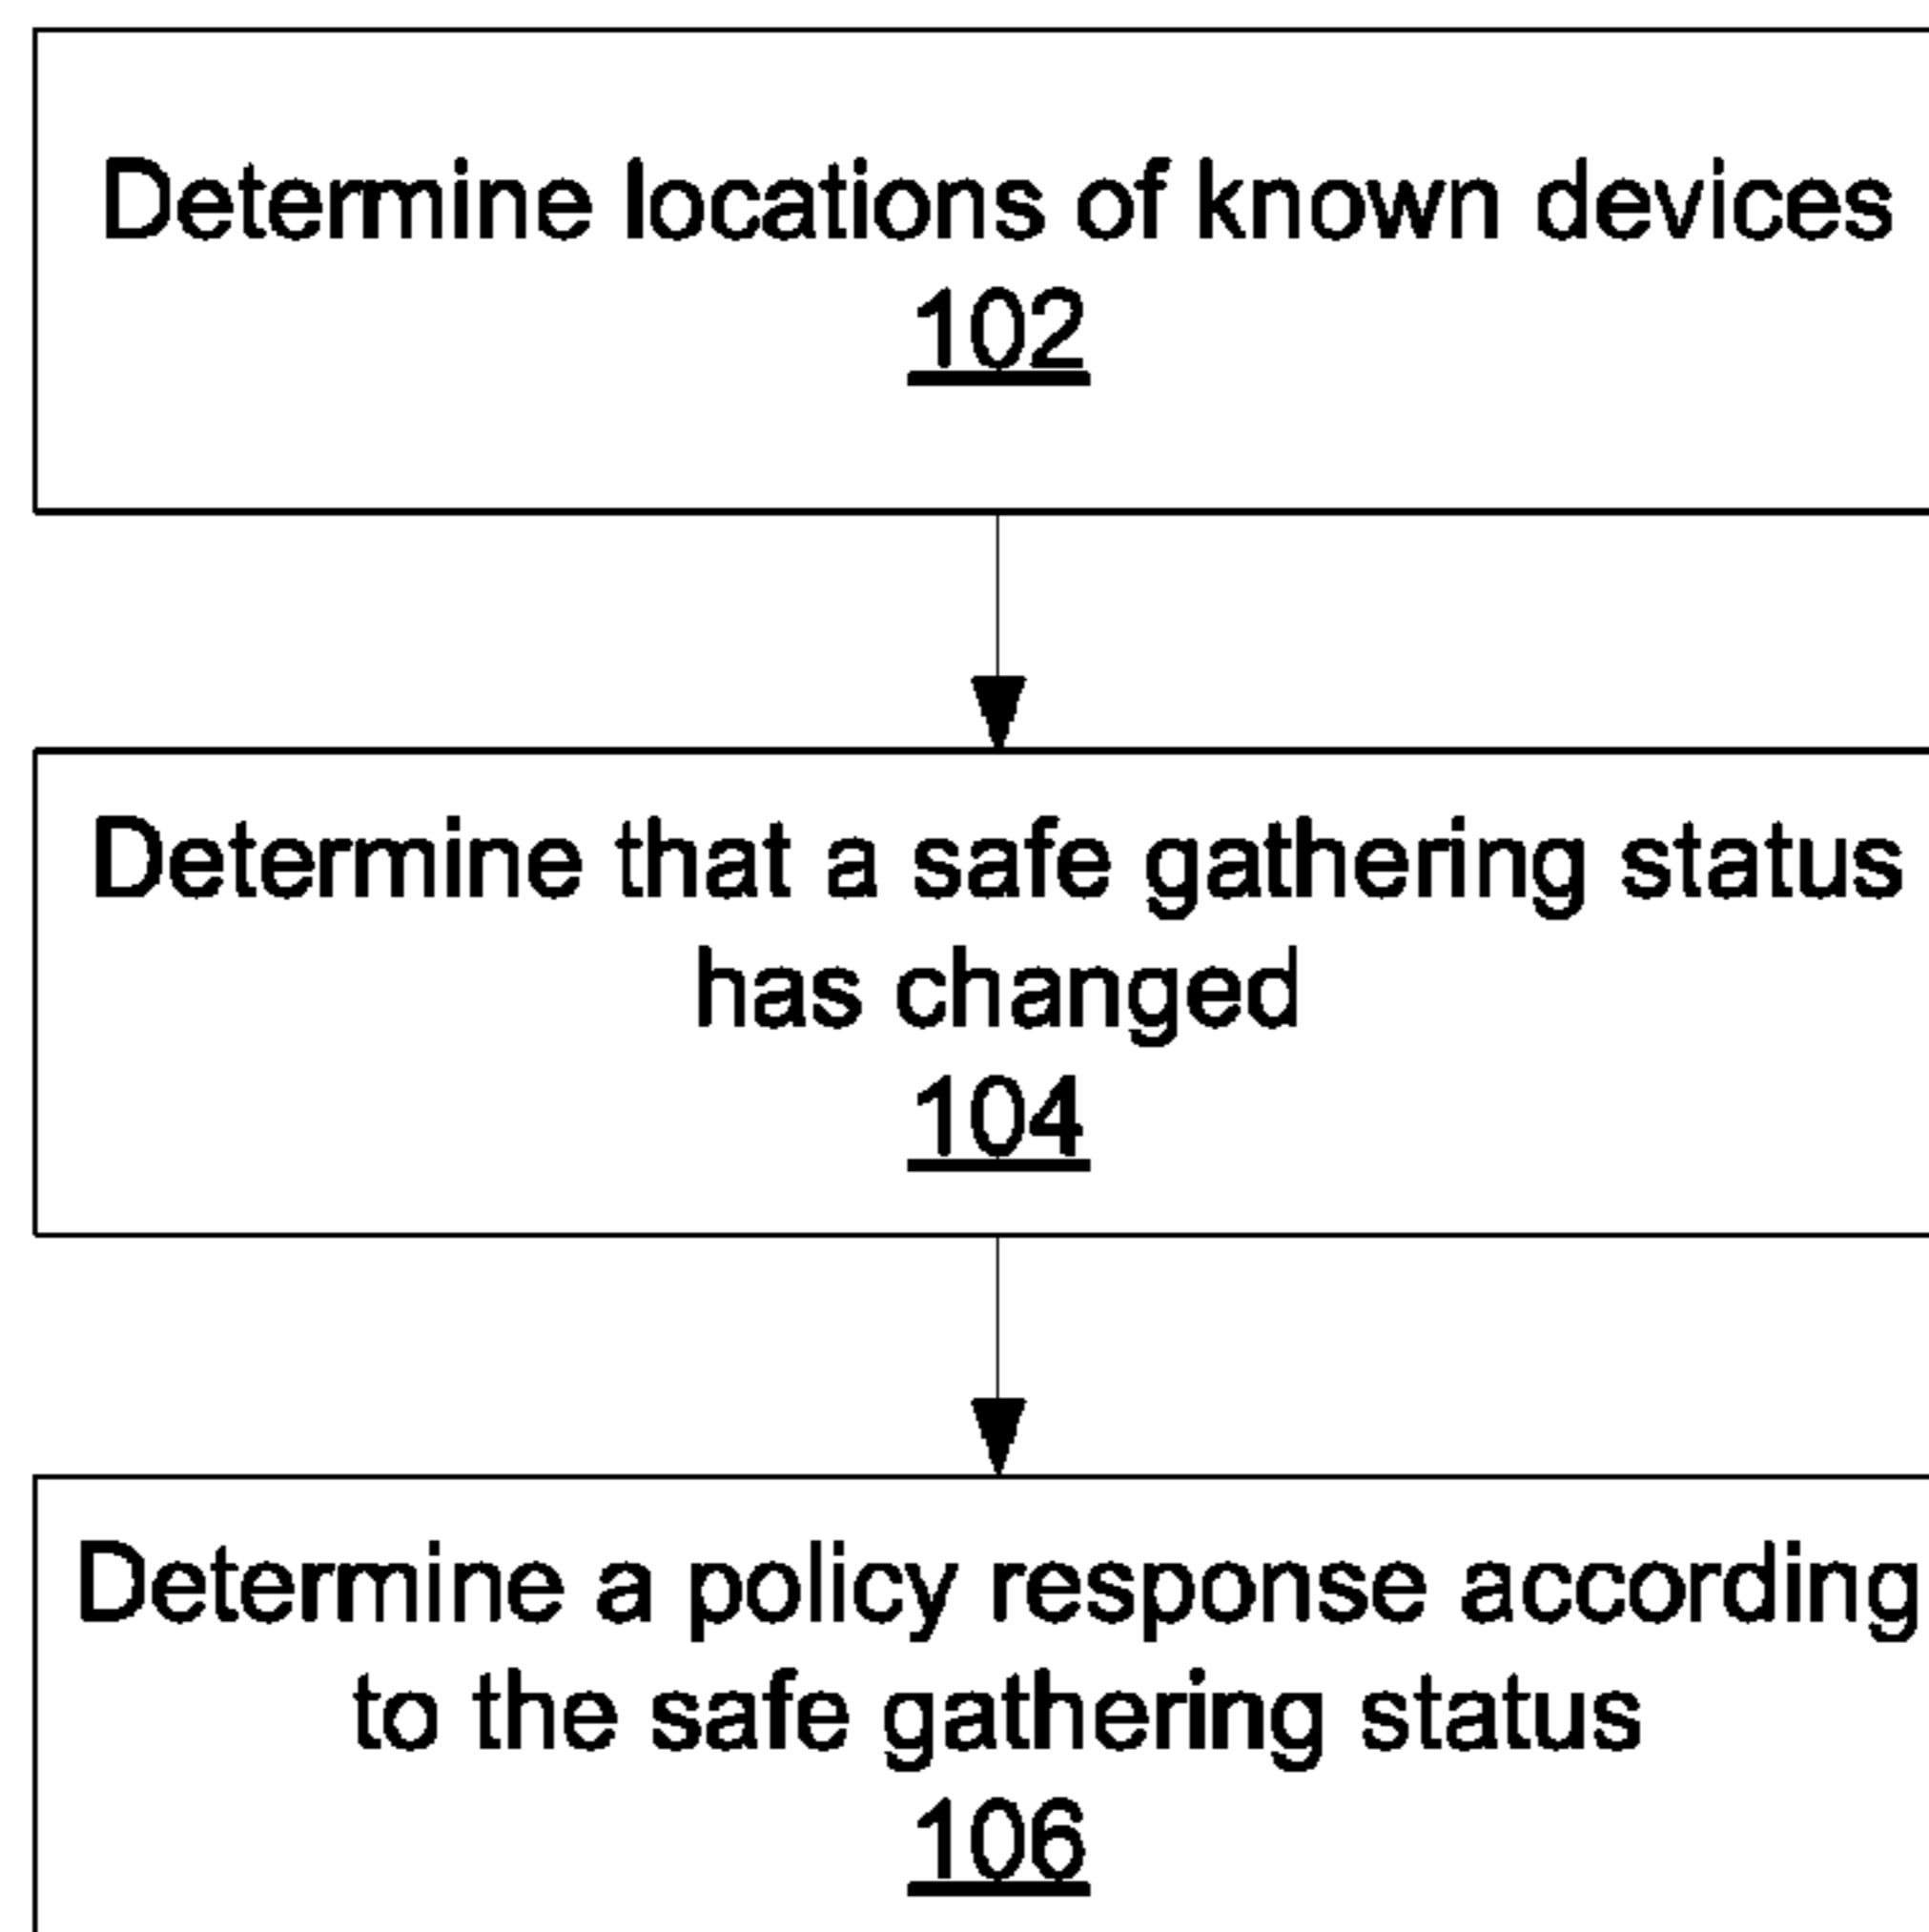 Determine locations of known devices
102
Determine that a safe gathering status
has changed
104
Determine a policy response according
to the safe gathering status
106